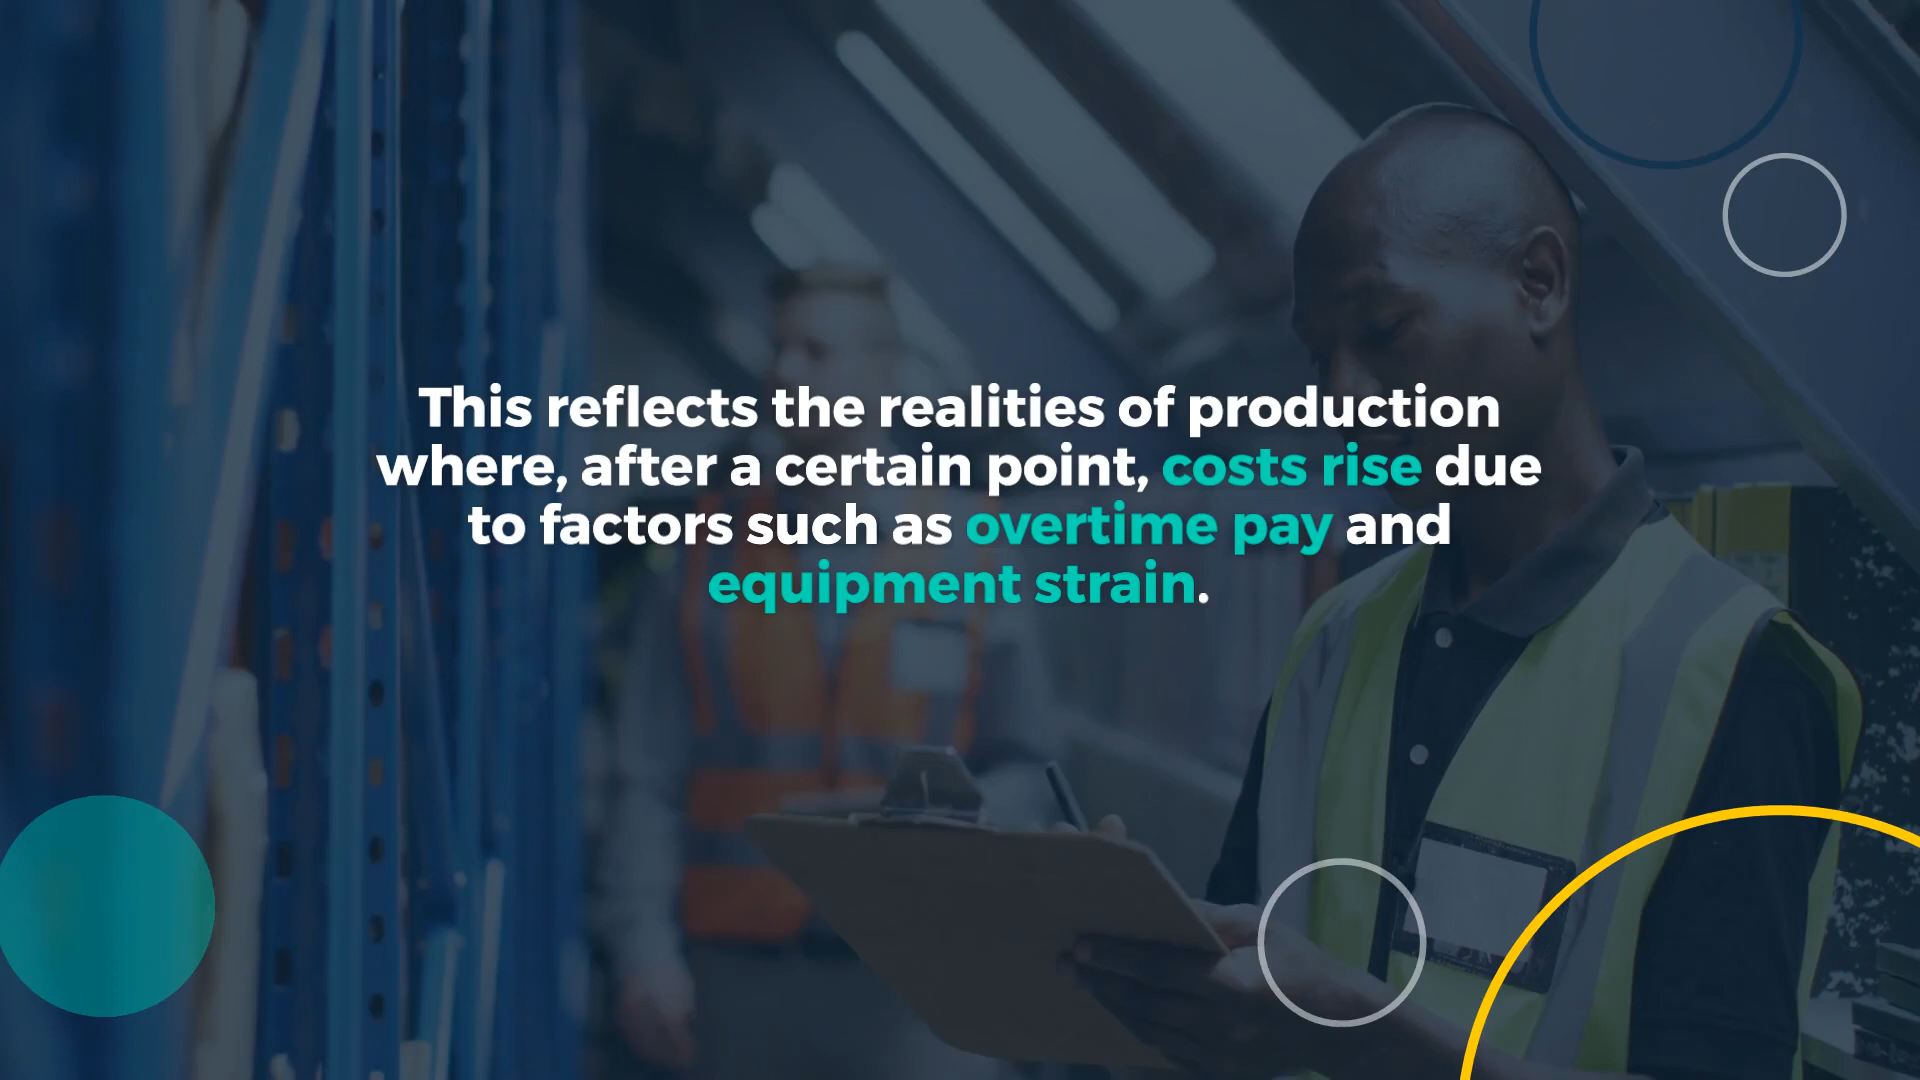 This reflects the realities of production
where, after a certain point, costs rise due
to factors such as overtime pay and
equipment strain.